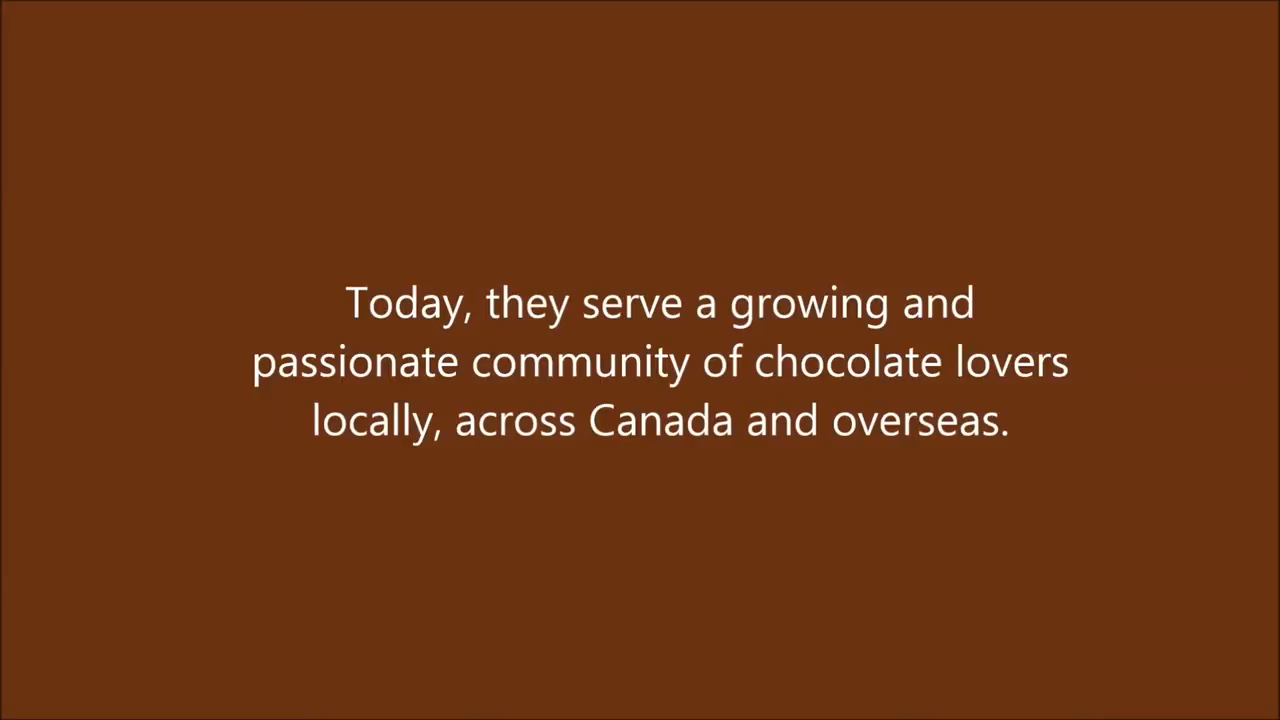 Today, they serve a growing and
passionate community of chocolate lovers
locally, across Canada and overseas.